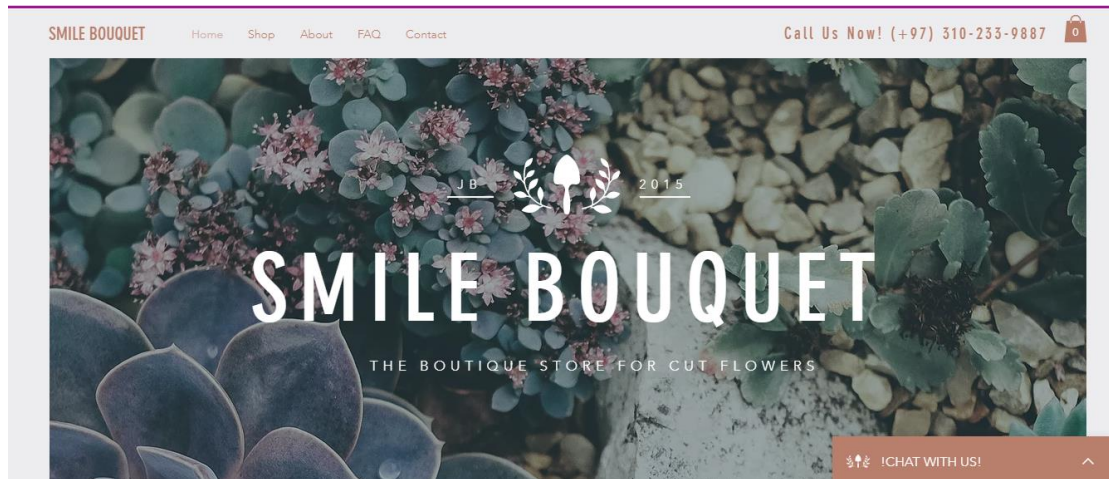 SMILE BOUQUET Home Shop About FAQ Contact Call Us Now! (+97) 310-233-9887 0
JB 2015
SMILE BOUQUET
THE BOUTIQUE STORE FOR CUT FLOWERS
!CHAT WITH US!